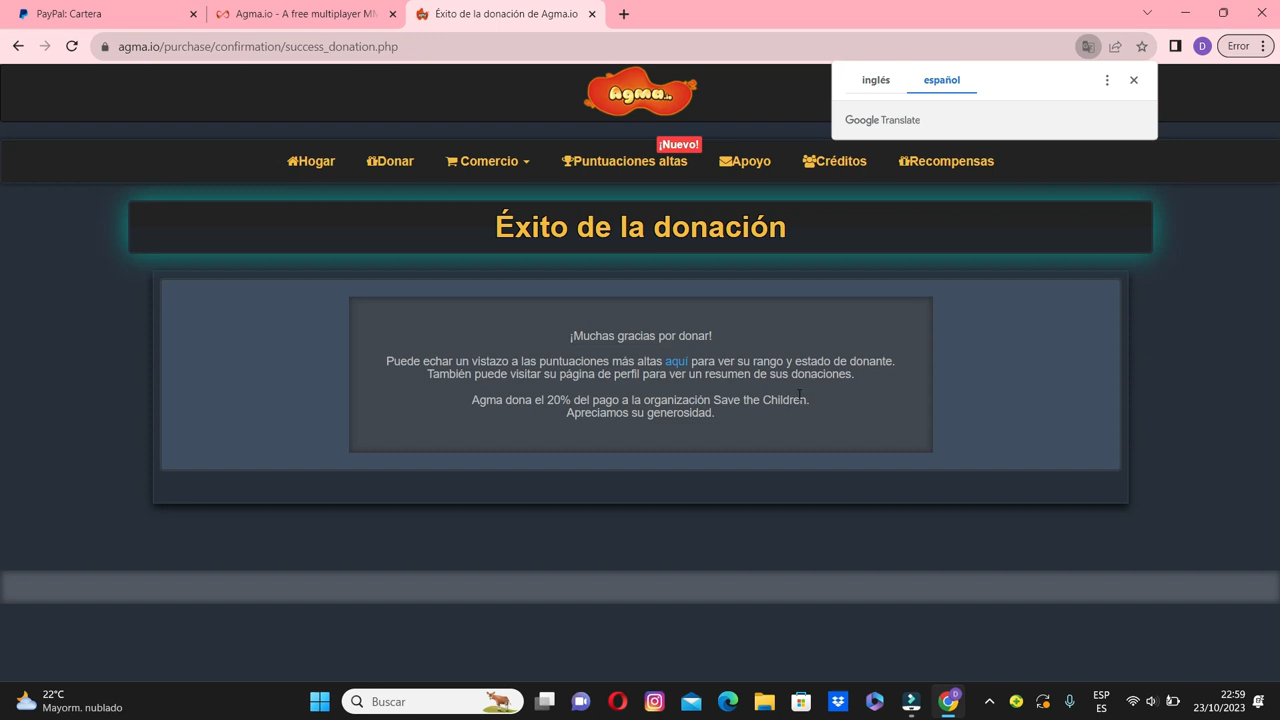 PayPal: Cartera
Agma.io - A free multiplayer MM
Éxito de la donación de Agma.io
agma.io/purchase/confirmation/success_donation.php
D
Error
inglés
español
Google Translate
Agma.io
¡Nuevo!
Hogar
Donar
Comercio
Puntuaciones altas
Apoyo
Créditos
Recompensas
Éxito de la donación
¡Muchas gracias por donar!
Puede echar un vistazo a las puntuaciones más altas aquí para ver su rango y estado de donante.
También puede visitar su página de perfil para ver un resumen de sus donaciones.
Agma dona el 20% del pago a la organización Save the Children.
Apreciamos su generosidad.
22°C
Mayorm. nublado
Buscar
ESP
ES
22:59
23/10/2023